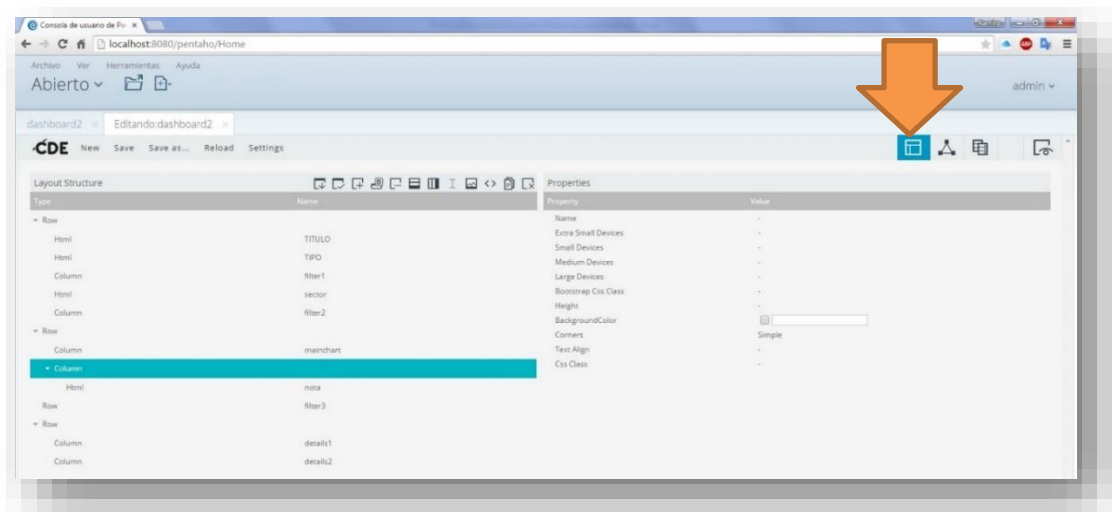 Consola de usuario de Pe
localhost:8080/pentaho/Home
Archivo Ver Herramientas Ayuda
Abierto
admin
dashboard2 × Editando:dashboard2 ×
CDE New Save Save as... Reload Settings
Layout Structure
Properties
Type Name
Property Value
Row
Html TITULO
Html TIPO
Column filter1
Html sector
Column filter2
Row
Column mainchart
Column
Html nota
Row filter3
Row
Column details1
Column details2
Name -
Extra Small Devices -
Small Devices -
Medium Devices -
Large Devices -
Bootstrap Css Class -
Height -
BackgroundColor
Corners Simple
Text Align -
Css Class -